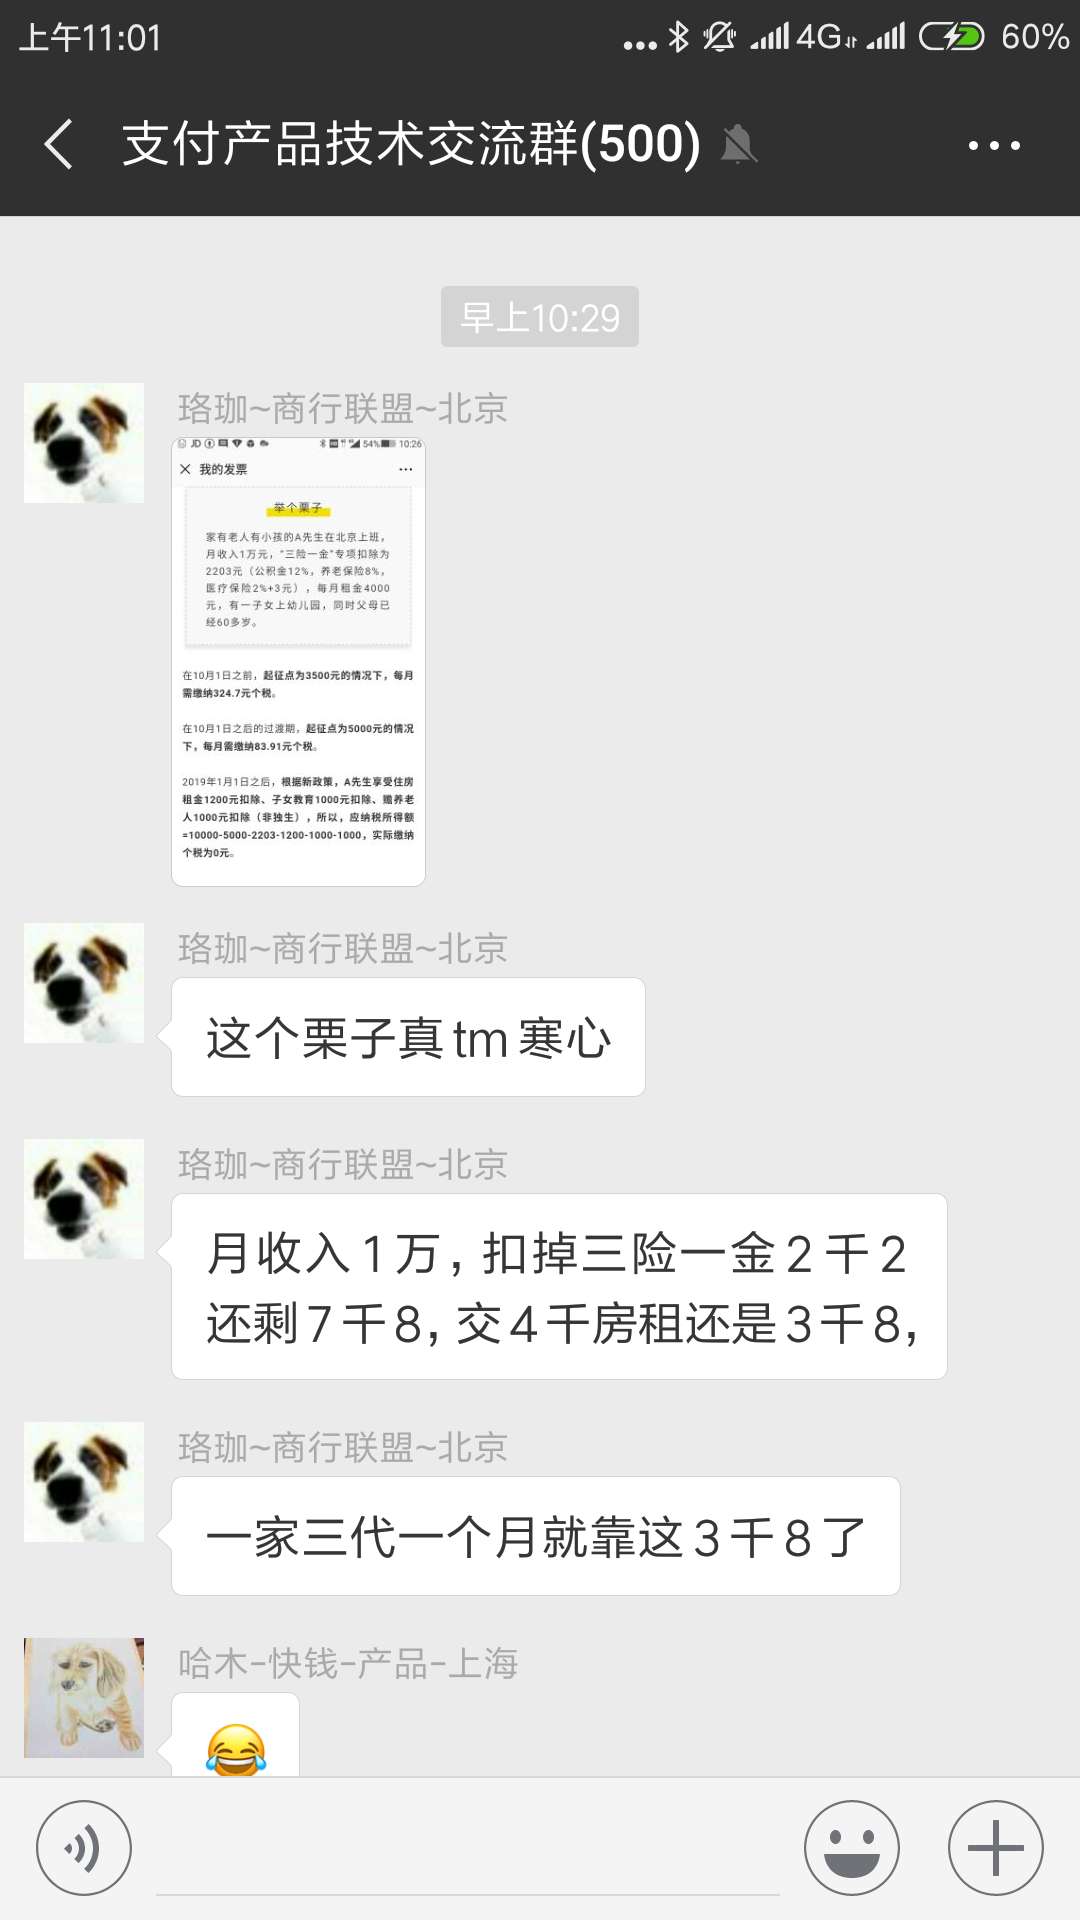 上午11:01
4G
60%
支付产品技术交流群(500)
早上10:29
珞珈~商行联盟~北京
JD
54%
10:26
我的发票
举个栗子
家有老人有小孩的A先生在北京上班，
月收入1万元，“三险一金”专项扣除为
2203元（公积金12%，养老保险8%，
医疗保险2%+3元），每月租金4000
元，有一子女上幼儿园，同时父母已
经60多岁。
在10月1日之前，起征点为3500元的情况下，每月
需缴纳324.7元个税。
在10月1日之后的过渡期，起征点为5000元的情况
下，每月需缴纳83.91元个税。
2019年1月1日之后，根据新政策，A先生享受住房
租金1200元扣除、子女教育1000元扣除、赡养老
人1000元扣除（非独生），所以，应纳税所得额
=10000-5000-2203-1200-1000-1000，实际缴纳
个税为0元。
珞珈~商行联盟~北京
这个栗子真tm寒心
珞珈~商行联盟~北京
月收入1万，扣掉三险一金2千2
还剩7千8，交4千房租还是3千8，
珞珈~商行联盟~北京
一家三代一个月就靠这3千8了
哈木-快钱-产品-上海